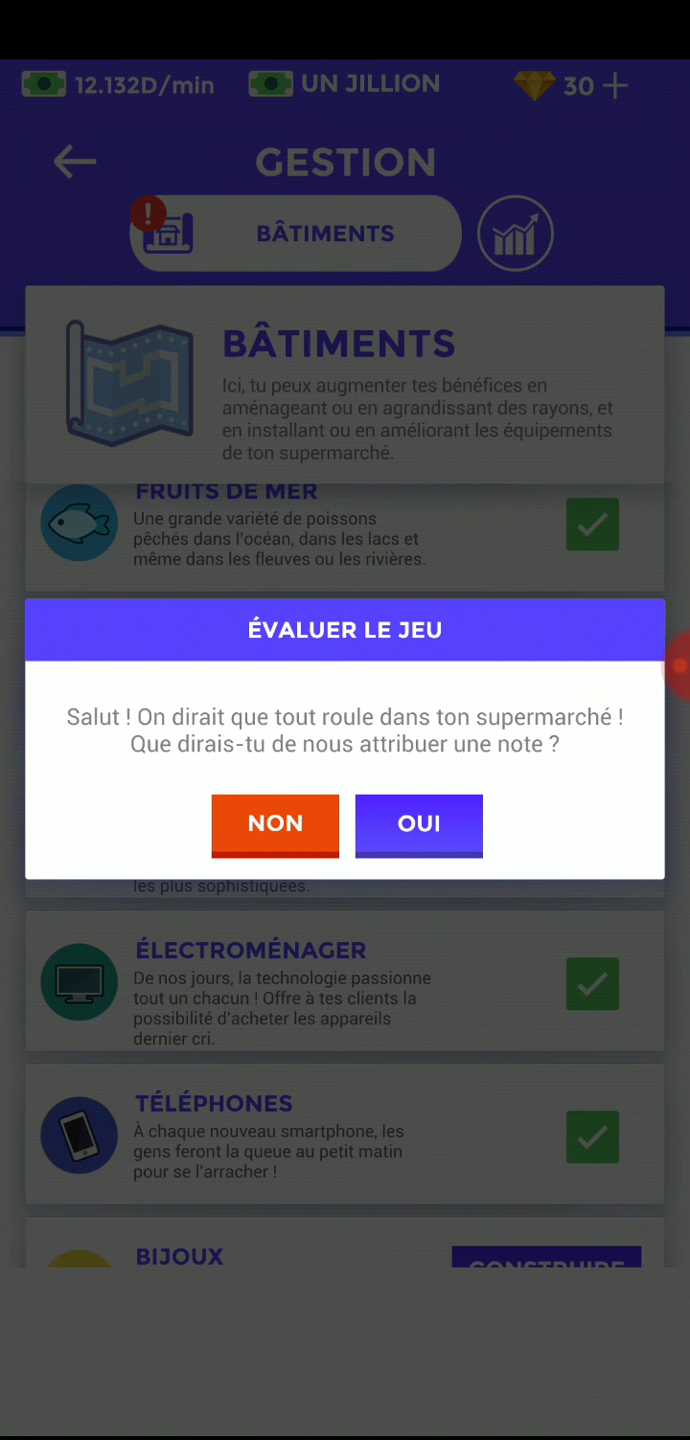 12.132D/min
UN JILLION
30
GESTION
BÂTIMENTS
BÂTIMENTS
Ici, tu peux augmenter tes bénéfices en
aménageant ou en agrandissant des rayons, et
en installant ou en améliorant les équipements
de ton supermarché.
FRUITS DE MER
Une grande variété de poissons
pêchés dans l'océan, dans les lacs et
même dans les fleuves ou les rivières.
ÉVALUER LE JEU
Salut ! On dirait que tout roule dans ton supermarché !
Que dirais-tu de nous attribuer une note ?
NON
OUI
les plus sophistiquées.
ÉLECTROMÉNAGER
De nos jours, la technologie passionne
tout un chacun ! Offre à tes clients la
possibilité d'acheter les appareils
dernier cri.
TÉLÉPHONES
À chaque nouveau smartphone, les
gens feront la queue au petit matin
pour se l'arracher !
BIJOUX
CONSTRUIRE